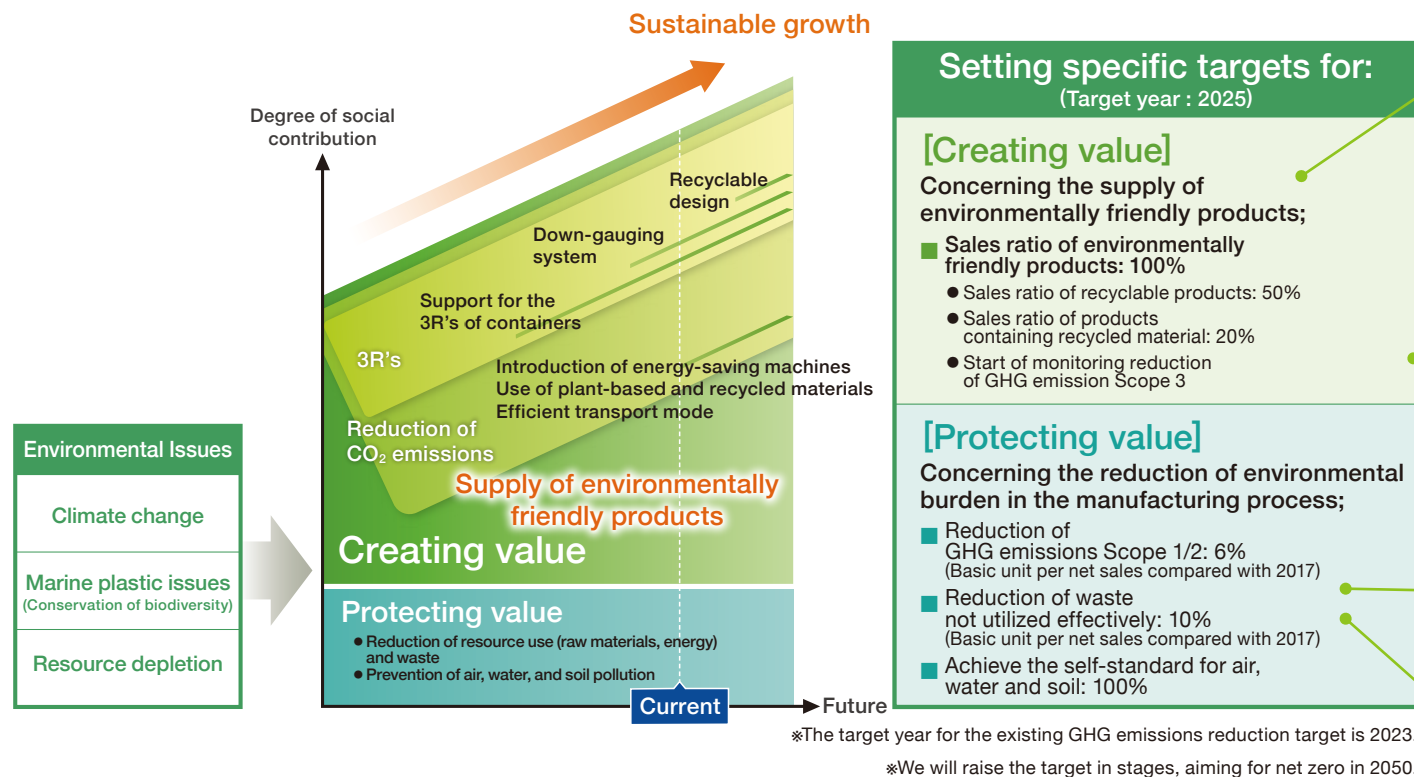 Sustainable growth
Degree of social
contribution
Recyclable
design
Down-gauging
system
Support for the
3R's of containers
3R's
Introduction of energy-saving machines
Use of plant-based and recycled materials
Efficient transport mode
Reduction of
CO₂ emissions
Supply of environmentally
friendly products
Creating value
Protecting value
● Reduction of resource use (raw materials, energy)
and waste
● Prevention of air, water, and soil pollution
Current
Future
Environmental Issues
Climate change
Marine plastic issues
(Conservation of biodiversity)
Resource depletion
Setting specific targets for:
(Target year : 2025)
[Creating value]
Concerning the supply of
environmentally friendly products;
■ Sales ratio of environmentally
friendly products: 100%
● Sales ratio of recyclable products: 50%
● Sales ratio of products
containing recycled material: 20%
● Start of monitoring reduction
of GHG emission Scope 3
[Protecting value]
Concerning the reduction of environmental
burden in the manufacturing process;
■ Reduction of
GHG emissions Scope 1/2: 6%
(Basic unit per net sales compared with 2017)
■ Reduction of waste
not utilized effectively: 10%
(Basic unit per net sales compared with 2017)
■ Achieve the self-standard for air,
water and soil: 100%
※The target year for the existing GHG emissions reduction target is 2023.
※We will raise the target in stages, aiming for net zero in 2050